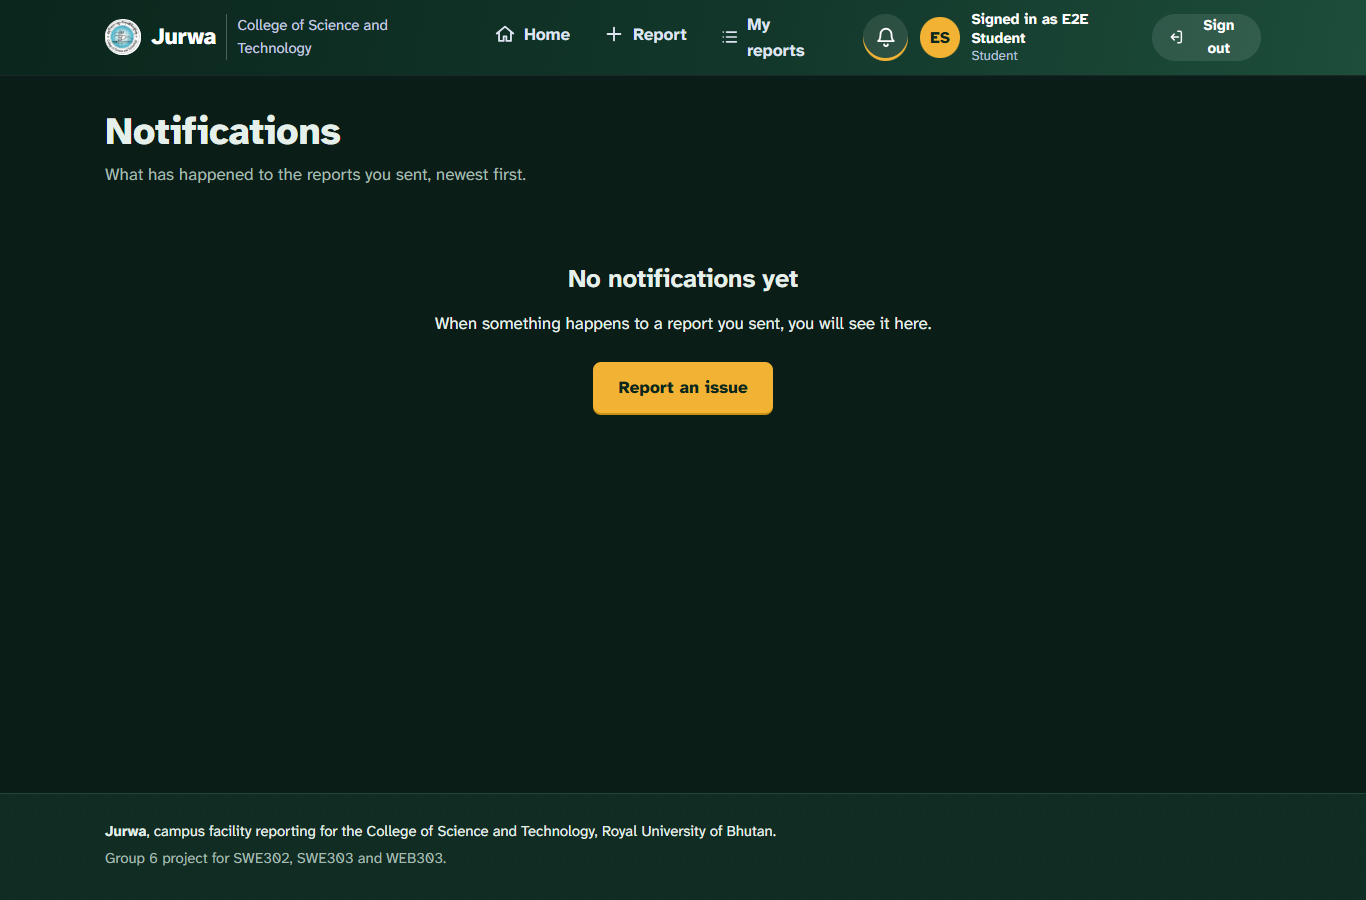 Jurwa
College of Science and
Technology
Home
Report
My
reports
ES
Signed in as E2E
Student
Student
Sign
out
Notifications
What has happened to the reports you sent, newest first.
No notifications yet
When something happens to a report you sent, you will see it here.
Report an issue
Jurwa, campus facility reporting for the College of Science and Technology, Royal University of Bhutan.
Group 6 project for SWE302, SWE303 and WEB303.